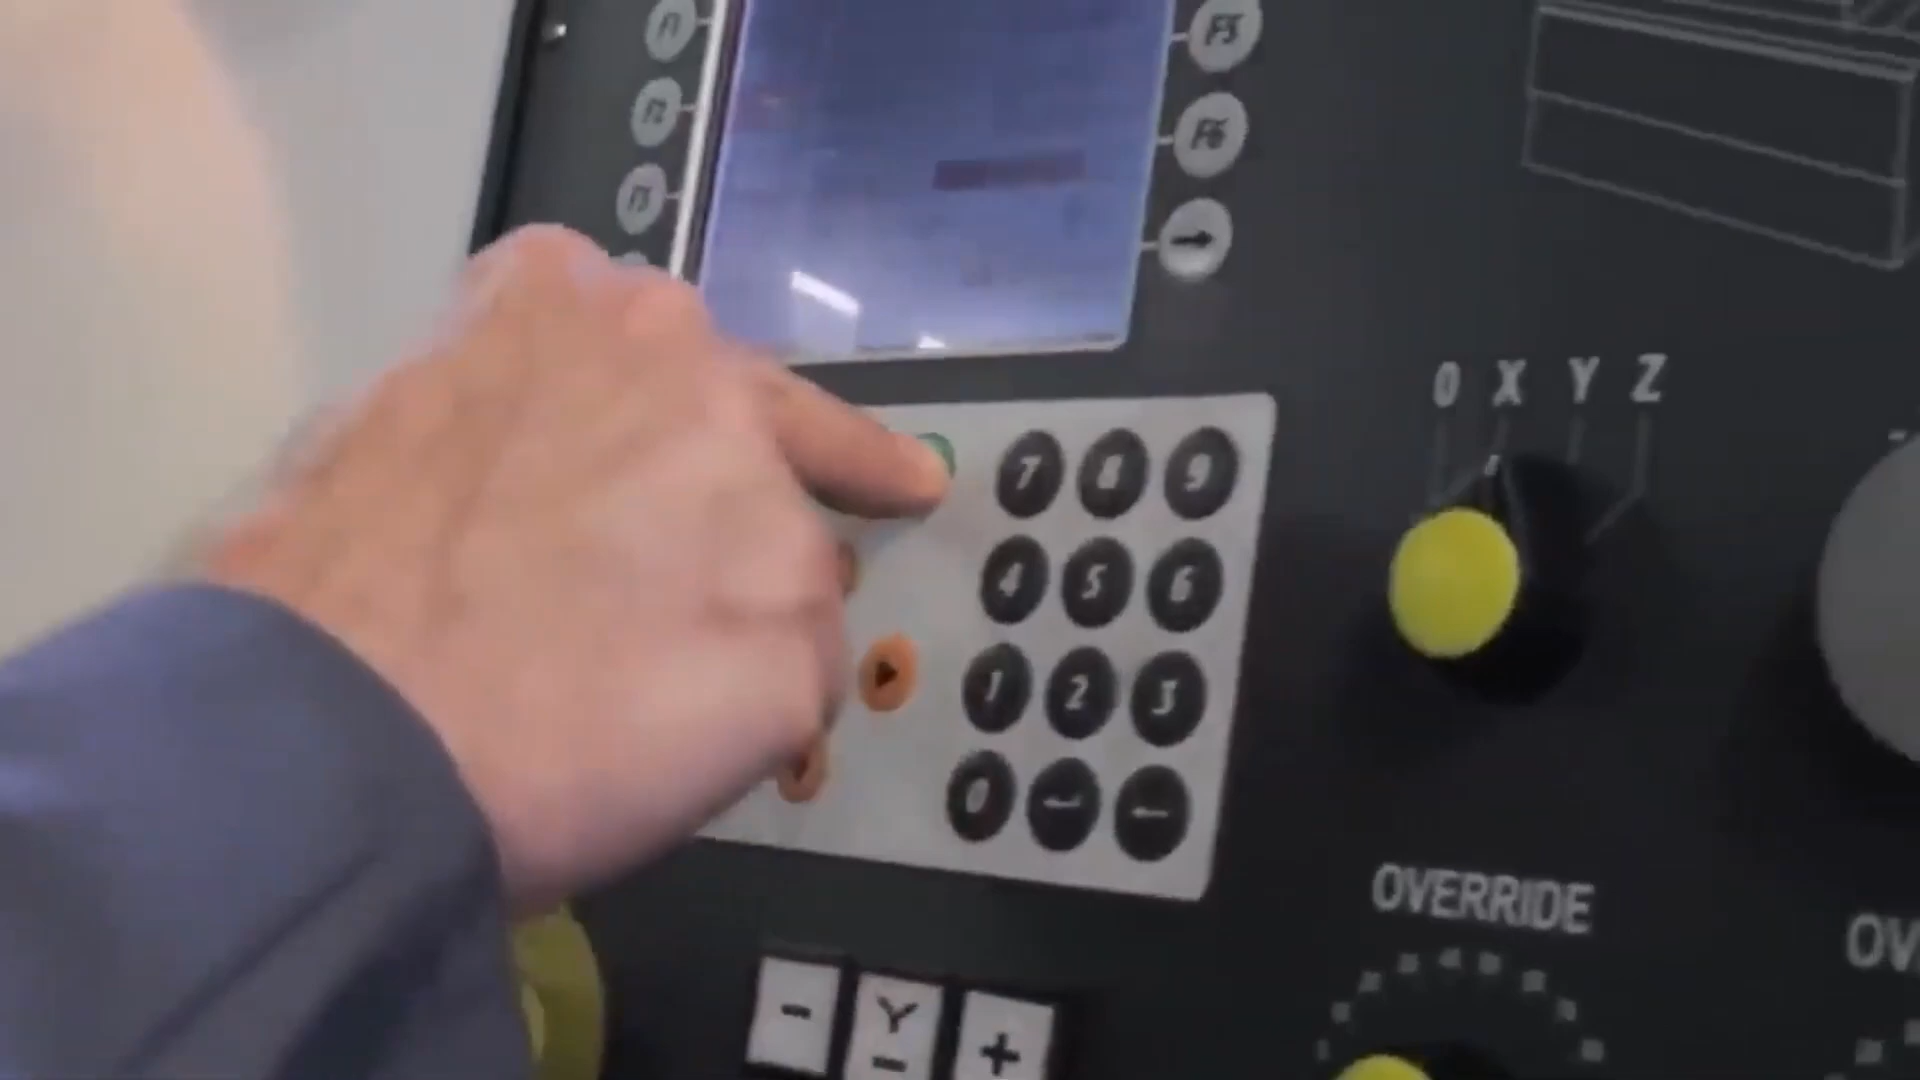 F1 F5
F2 F6
F3
0 X Y Z
7 8 9
4 5 6
1 2 3
0
OVERRIDE
OV
- Y +